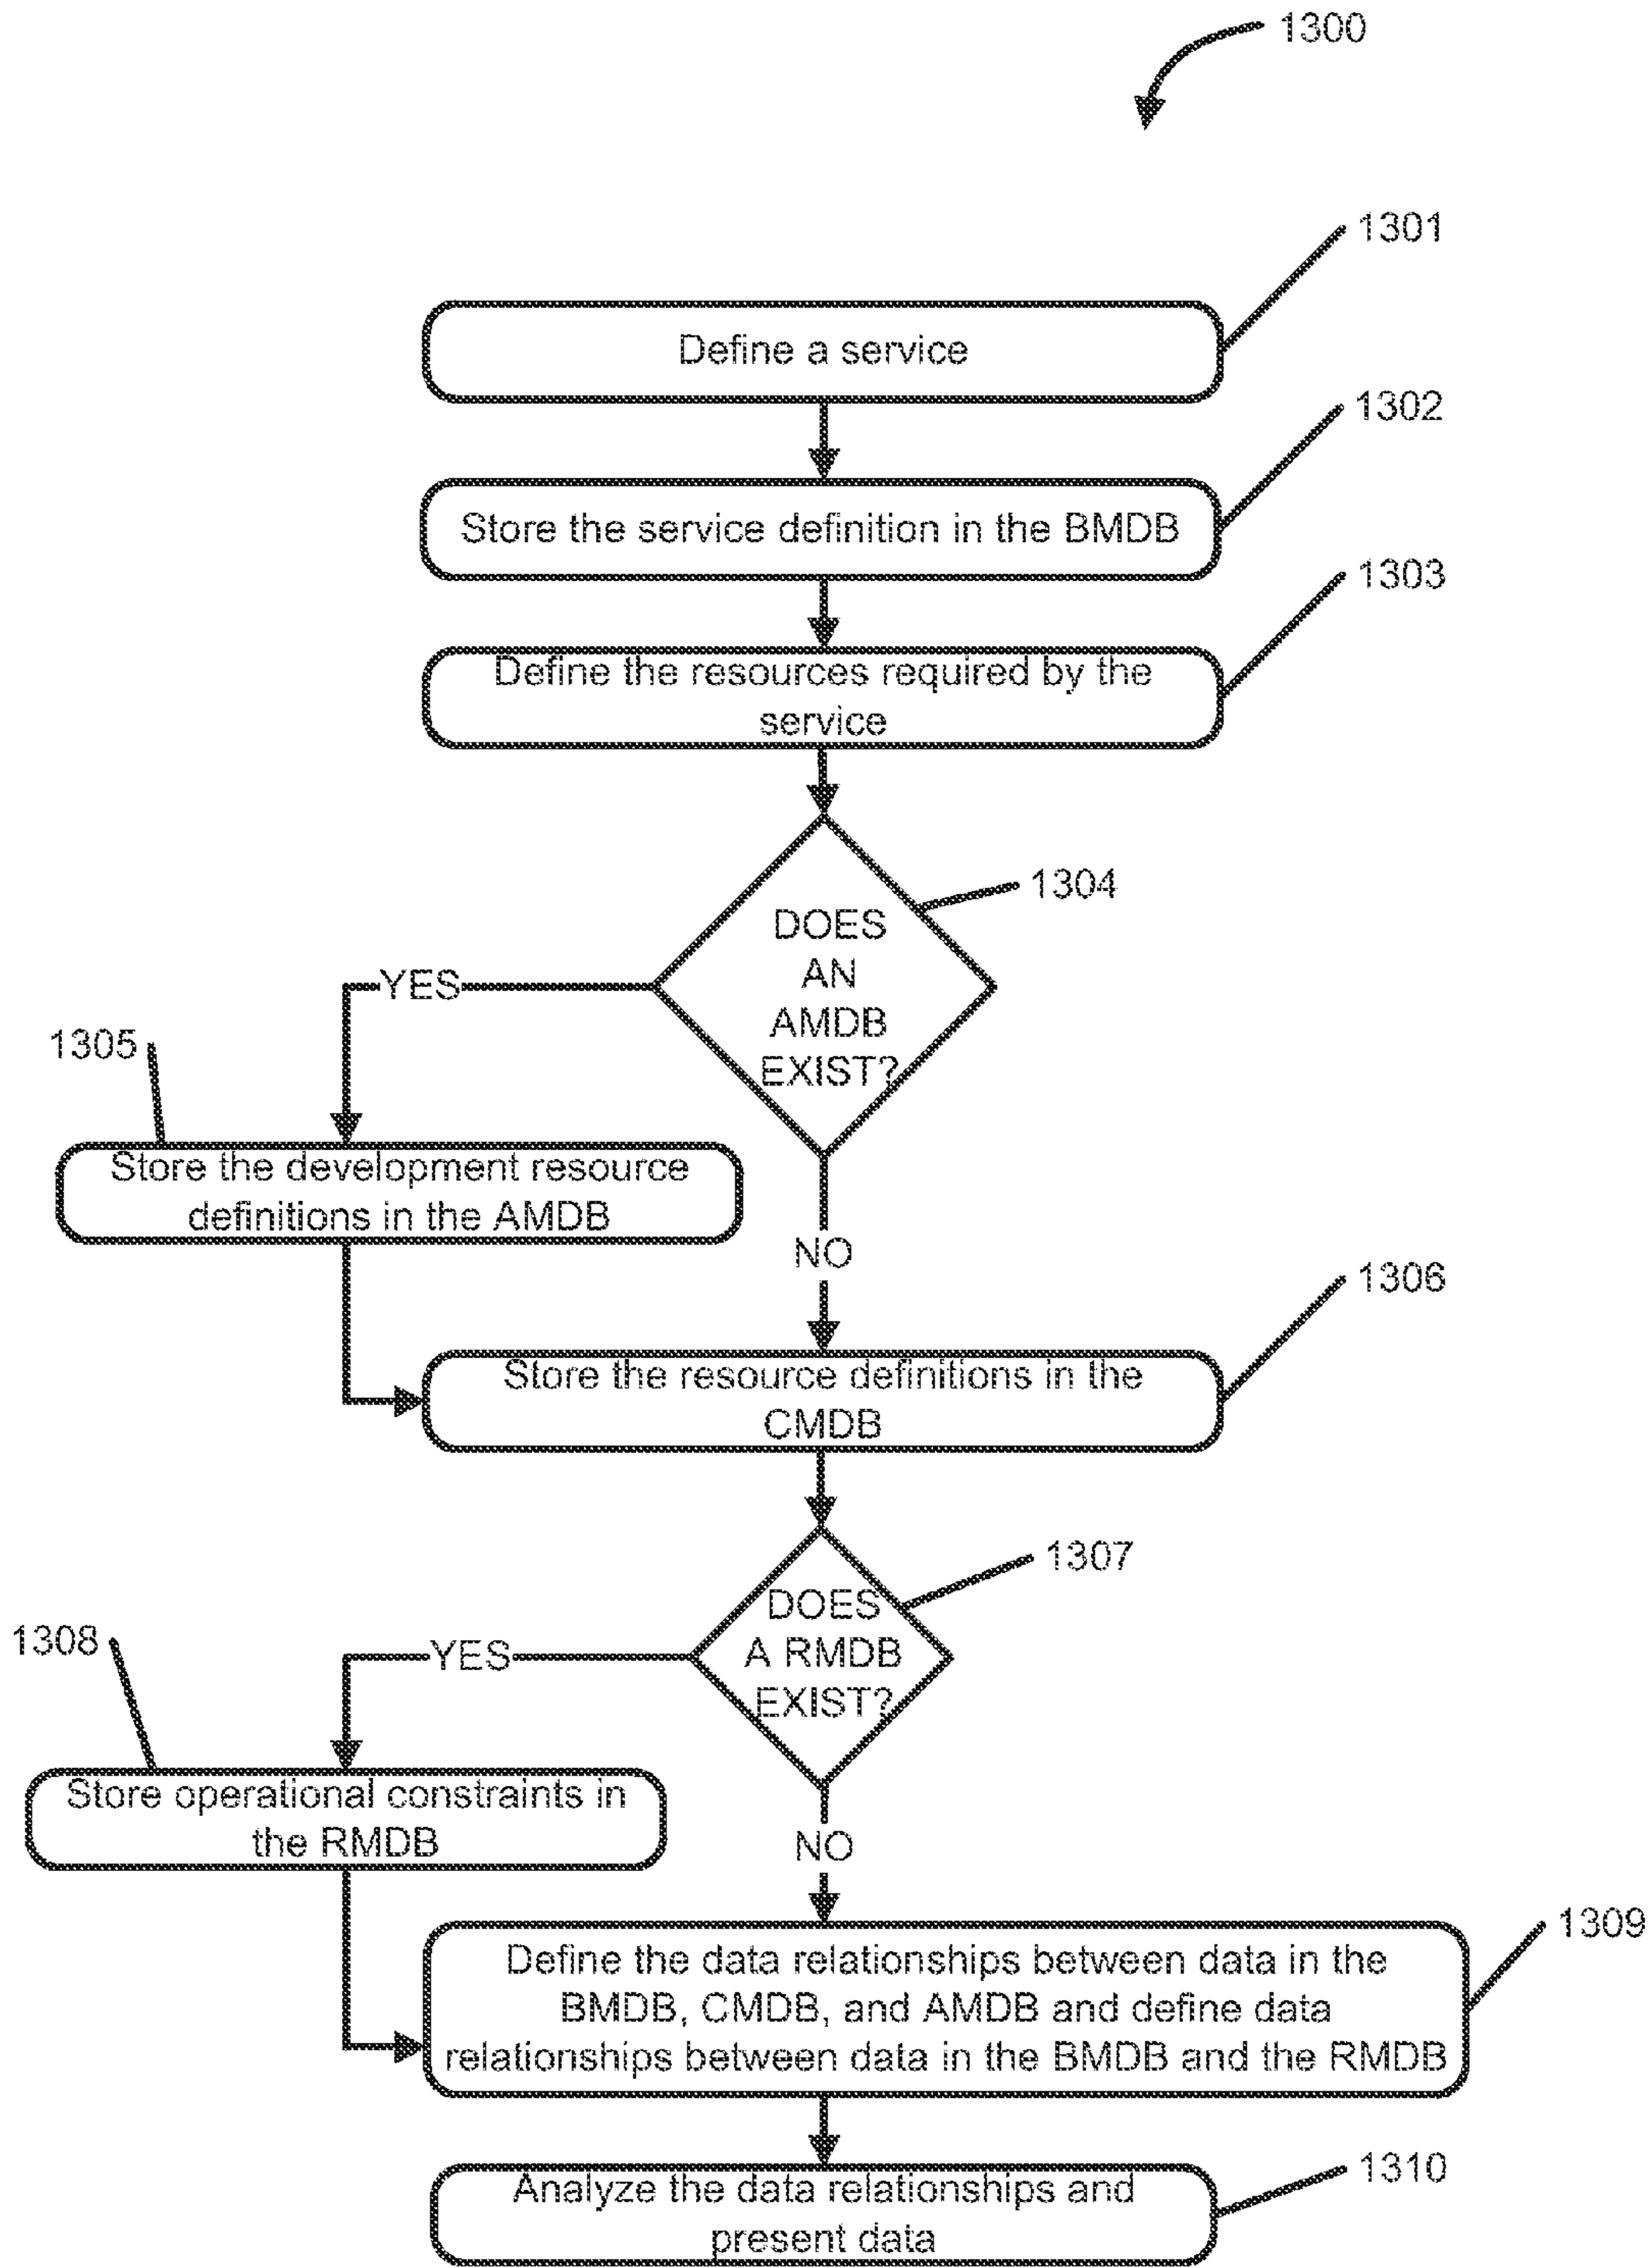 1300
1301
Define a service
1302
Store the service definition in the BMDB
1303
Define the resources required by the
service
1304
DOES
AN
AMDB
EXIST?
YES
1305
Store the development resource
definitions in the AMDB
NO
1306
Store the resource definitions in the
CMDB
1307
DOES
A RMDB
EXIST?
YES
1308
Store operational constraints in
the RMDB
NO
1309
Define the data relationships between data in the
BMDB, CMDB, and AMDB and define data
relationships between data in the BMDB and the RMDB
1310
Analyze the data relationships and
present data